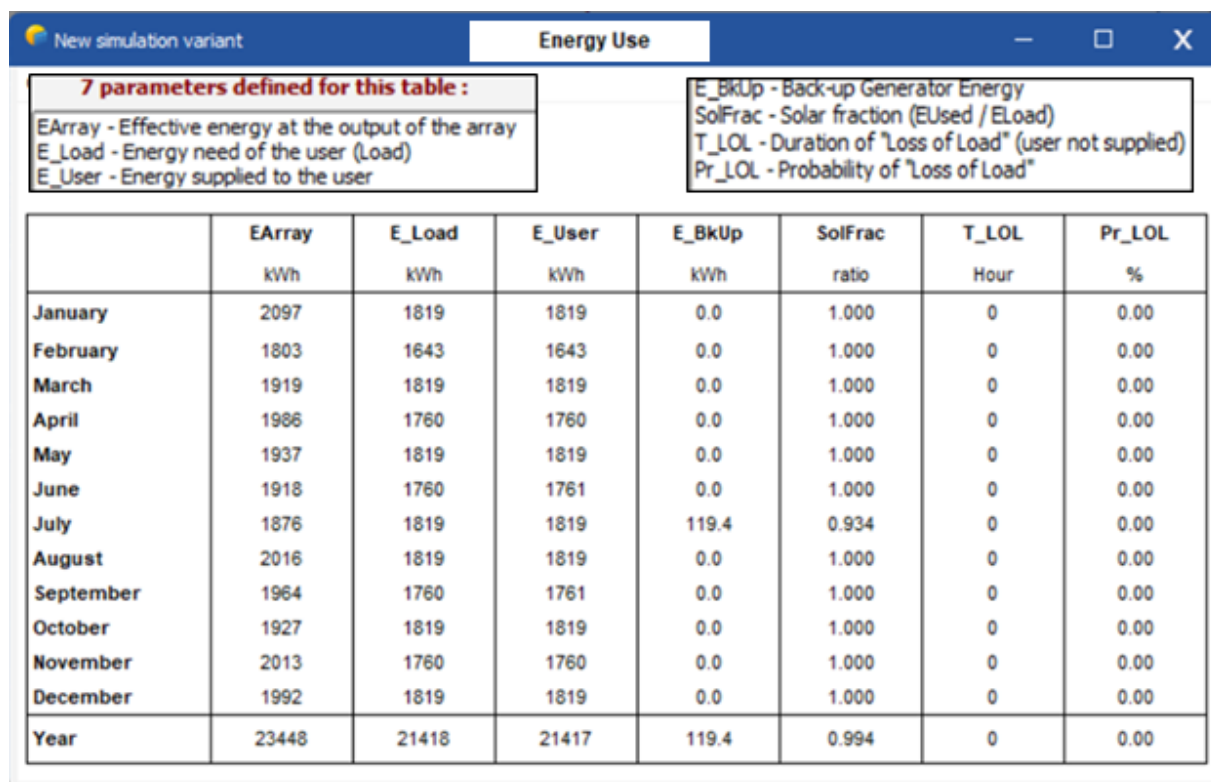 New simulation variant Energy Use
7 parameters defined for this table :
EArray - Effective energy at the output of the array
E_Load - Energy need of the user (Load)
E_User - Energy supplied to the user
E_BkUp - Back-up Generator Energy
SolFrac - Solar fraction (EUsed / ELoad)
T_LOL - Duration of "Loss of Load" (user not supplied)
Pr_LOL - Probability of "Loss of Load"
EArray E_Load E_User E_BkUp SolFrac T_LOL Pr_LOL
kWh kWh kWh kWh ratio Hour %
January 2097 1819 1819 0.0 1.000 0 0.00
February 1803 1643 1643 0.0 1.000 0 0.00
March 1919 1819 1819 0.0 1.000 0 0.00
April 1986 1760 1760 0.0 1.000 0 0.00
May 1937 1819 1819 0.0 1.000 0 0.00
June 1918 1760 1761 0.0 1.000 0 0.00
July 1876 1819 1819 119.4 0.934 0 0.00
August 2016 1819 1819 0.0 1.000 0 0.00
September 1964 1760 1761 0.0 1.000 0 0.00
October 1927 1819 1819 0.0 1.000 0 0.00
November 2013 1760 1760 0.0 1.000 0 0.00
December 1992 1819 1819 0.0 1.000 0 0.00
Year 23448 21418 21417 119.4 0.994 0 0.00